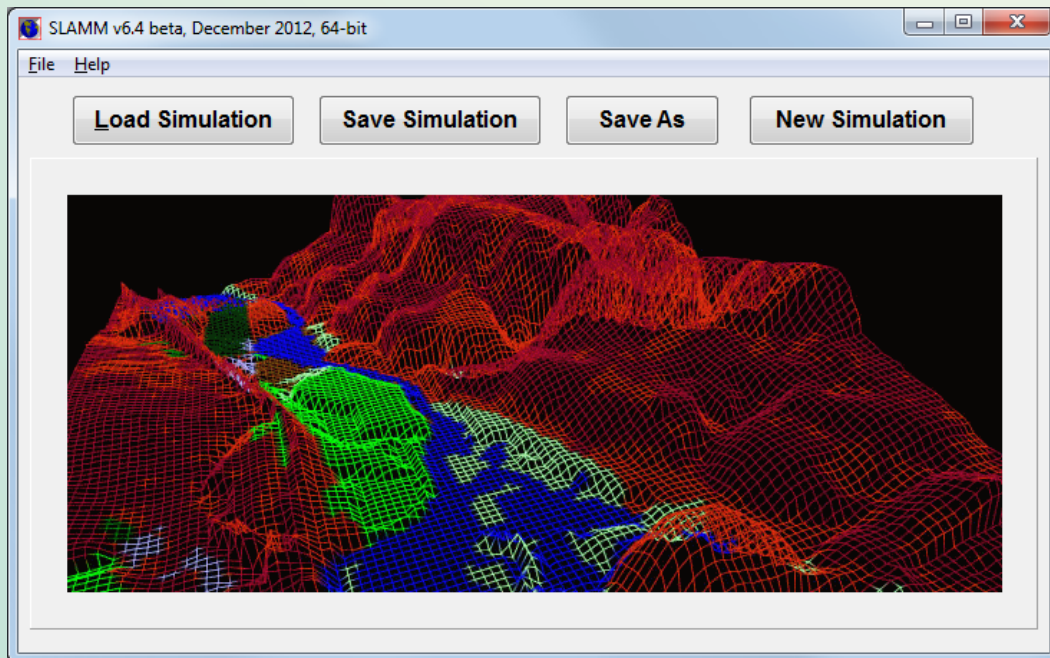 SLAMM v6.4 beta, December 2012, 64-bit
File Help
Load Simulation Save Simulation Save As New Simulation